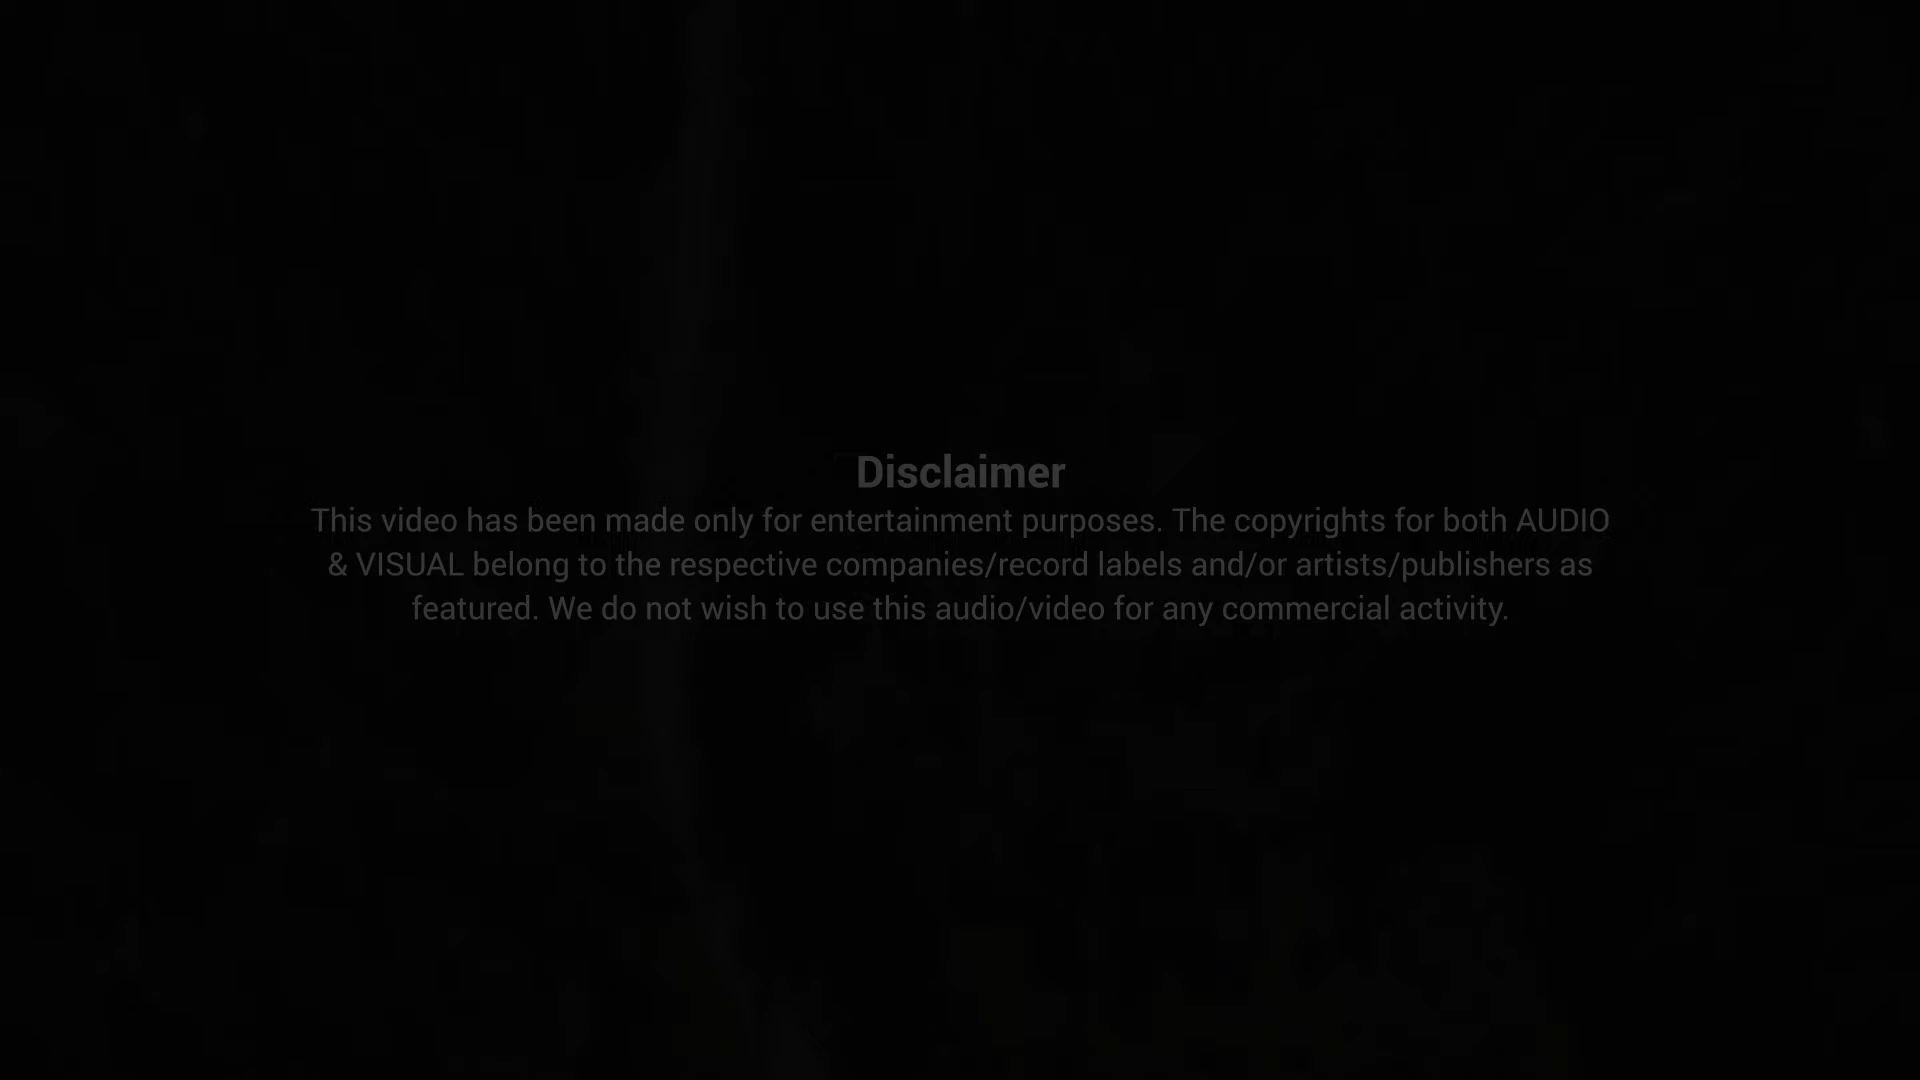 Disclaimer
This video has been made only for entertainment purposes. The copyrights for both AUDIO
& VISUAL belong to the respective companies/record labels and/or artists/publishers as
featured. We do not wish to use this audio/video for any commercial activity.